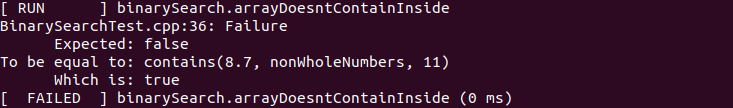 [ RUN      ] binarySearch.arrayDoesntContainInside
BinarySearchTest.cpp:36: Failure
      Expected: false
To be equal to: contains(8.7, nonWholeNumbers, 11)
      Which is: true
[  FAILED  ] binarySearch.arrayDoesntContainInside (0 ms)